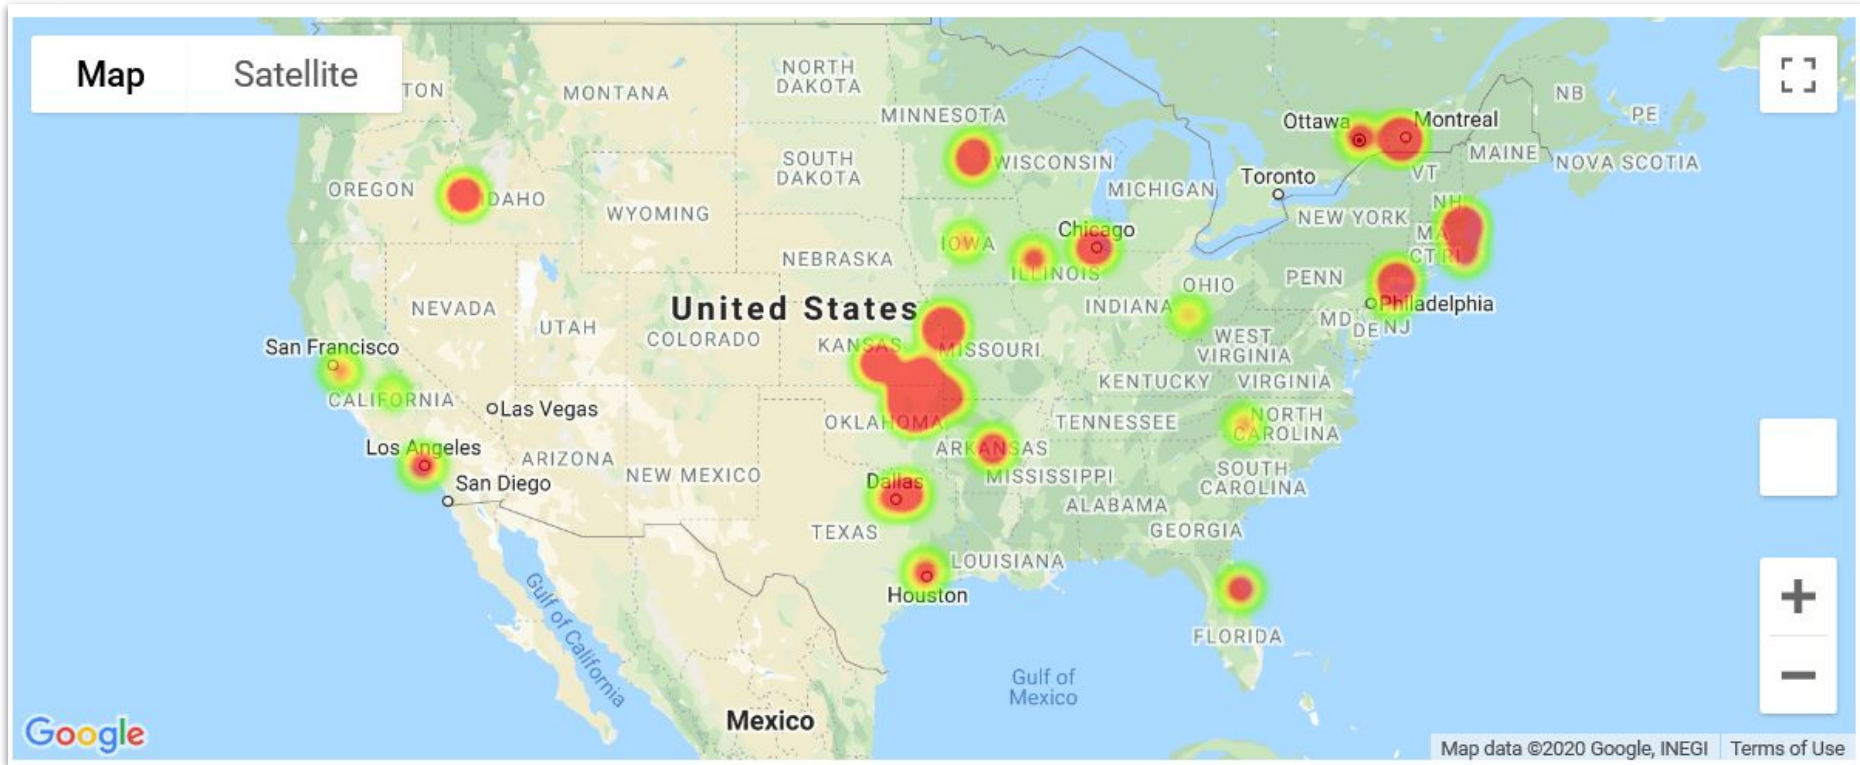 Map
Satellite
TON
MONTANA
NORTH
DAKOTA
MINNESOTA
NB
PE
Ottawa
Montreal
SOUTH
DAKOTA
WISCONSIN
MAINE
NOVA SCOTIA
OREGON
DAHO
MICHIGAN
Toronto
VT
WYOMING
NEW YORK
NH
MA
IOWA
Chicago
CT RI
NEBRASKA
ILLINOIS
OHIO
PENN
NEVADA
United States
INDIANA
Philadelphia
UTAH
COLORADO
KANSAS
MISSOURI
WEST
VIRGINIA
MD
DE
NJ
San Francisco
CALIFORNIA
Las Vegas
KENTUCKY
VIRGINIA
OKLAHOMA
TENNESSEE
NORTH
CAROLINA
Los Angeles
ARIZONA
NEW MEXICO
ARKANSAS
San Diego
Dallas
MISSISSIPPI
SOUTH
CAROLINA
ALABAMA
TEXAS
GEORGIA
LOUISIANA
Houston
Gulf of California
FLORIDA
Gulf of
Mexico
Mexico
Google
Map data ©2020 Google, INEGI
Terms of Use